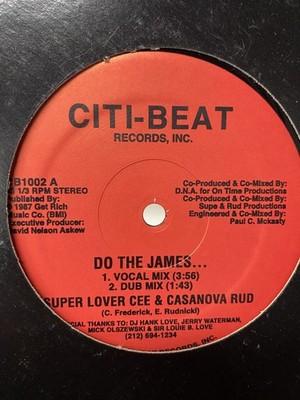 CITI-BEAT
RECORDS, INC.
B1002 A
1/3 RPM STEREO
Published By:
1987 Get Rich
Music Co. (BMI)
Executive Producer:
David Nelson Askew
Co-Produced & Co-Mixed By:
D.N.A. for On Time Productions
Co-Produced & Co-Mixed By:
Supe & Rud Productions
Engineered & Co-Mixed By:
Paul C. Mckasty
DO THE JAMES...
1. VOCAL MIX (3:56)
2. DUB MIX (1:43)
SUPER LOVER CEE & CASANOVA RUD
(C. Frederick, E. Rudnicki)
CIAL THANKS TO: DJ HANK LOVE, JERRY WATERMAN,
MICK OLSZEWSKI & SIR LOUIE B. LOVE
(212) 694-1234
RECORDS, INC.